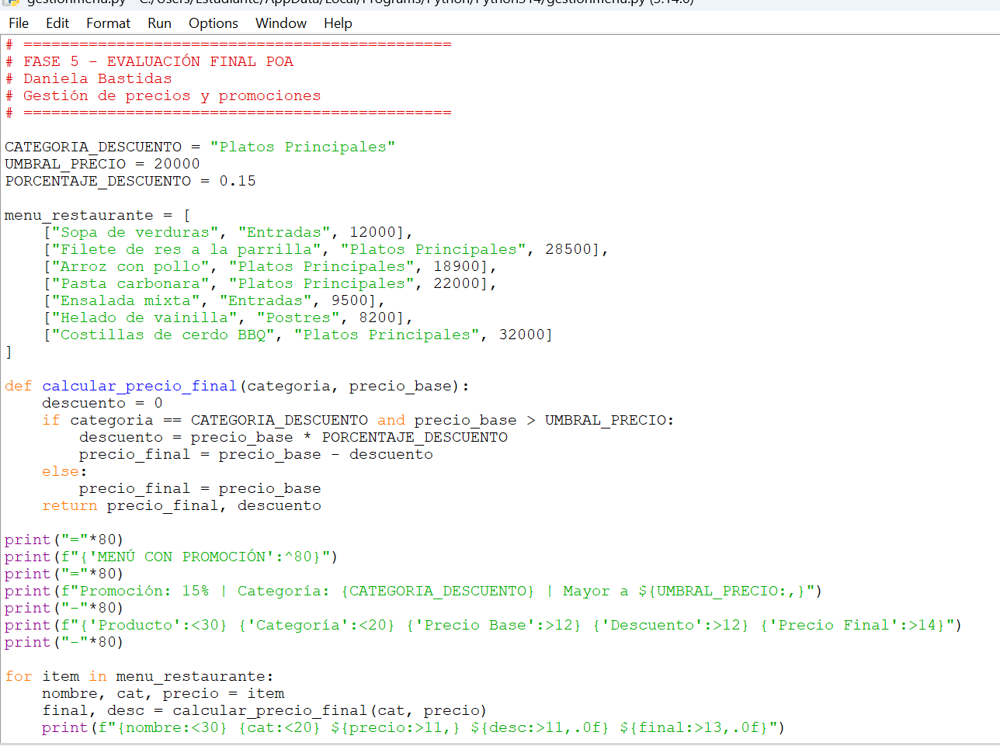 gestionmenu.py - C:/Users/Estudiante/AppData/Local/Programs/Python/Python314/gestionmenu.py (3.14.0)
File Edit Format Run Options Window Help
# ==============================================
# FASE 5 - EVALUACIÓN FINAL POA
# Daniela Bastidas
# Gestión de precios y promociones
# ==============================================
CATEGORIA_DESCUENTO = "Platos Principales"
UMBRAL_PRECIO = 20000
PORCENTAJE_DESCUENTO = 0.15
menu_restaurante = [
    ["Sopa de verduras", "Entradas", 12000],
    ["Filete de res a la parrilla", "Platos Principales", 28500],
    ["Arroz con pollo", "Platos Principales", 18900],
    ["Pasta carbonara", "Platos Principales", 22000],
    ["Ensalada mixta", "Entradas", 9500],
    ["Helado de vainilla", "Postres", 8200],
    ["Costillas de cerdo BBQ", "Platos Principales", 32000]
]
def calcular_precio_final(categoria, precio_base):
    descuento = 0
    if categoria == CATEGORIA_DESCUENTO and precio_base > UMBRAL_PRECIO:
        descuento = precio_base * PORCENTAJE_DESCUENTO
        precio_final = precio_base - descuento
    else:
        precio_final = precio_base
    return precio_final, descuento
print("="*80)
print(f"{'MENÚ CON PROMOCIÓN':^80}")
print("="*80)
print(f"Promoción: 15% | Categoría: {CATEGORIA_DESCUENTO} | Mayor a ${UMBRAL_PRECIO:,}")
print("-"*80)
print(f"{'Producto':<30} {'Categoría':<20} {'Precio Base':>12} {'Descuento':>12} {'Precio Final':>14}")
print("-"*80)
for item in menu_restaurante:
    nombre, cat, precio = item
    final, desc = calcular_precio_final(cat, precio)
    print(f"{nombre:<30} {cat:<20} ${precio:>11,} ${desc:>11,.0f} ${final:>13,.0f}")